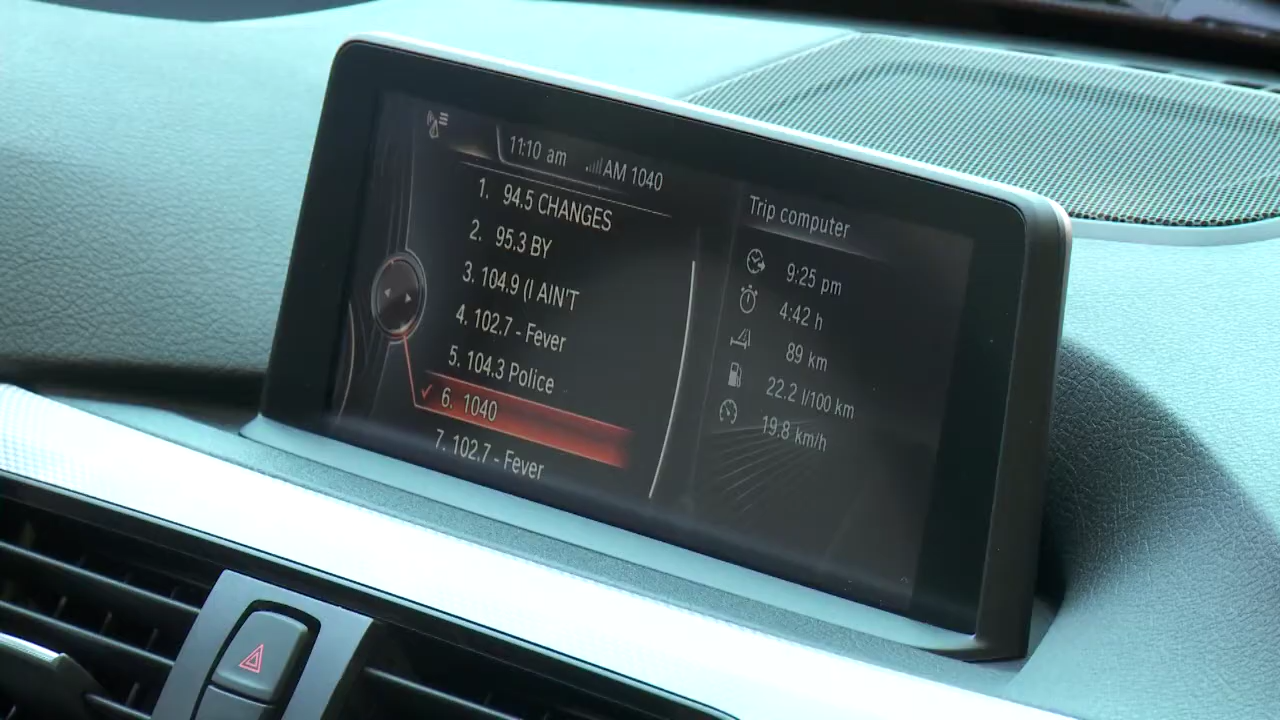 11:10 am AM 1040
1. 94.5 CHANGES
2. 95.3 BY
3. 104.9 (I AIN'T
4. 102.7 - Fever
5. 104.3 Police
6. 1040
7. 102.7 - Fever
Trip computer
9:25 pm
4:42 h
89 km
22.2 l/100 km
19.8 km/h